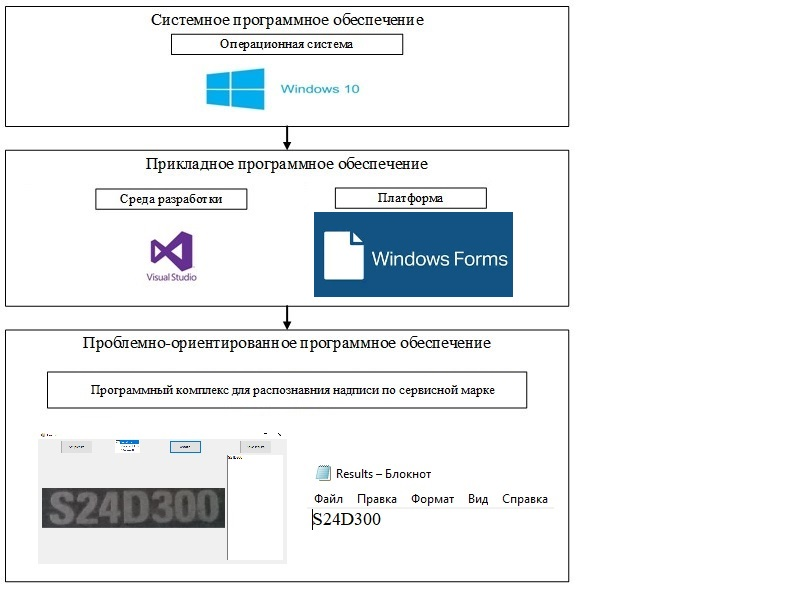 Системное программное обеспечение
Операционная система
Windows 10
Прикладное программное обеспечение
Среда разработки
Платформа
Visual Studio
Windows Forms
Проблемно-ориентированное программное обеспечение
Программный комплекс для распознавния надписи по сервисной марке
S24D300
Results – Блокнот
Файл Правка Формат Вид Справка
S24D300